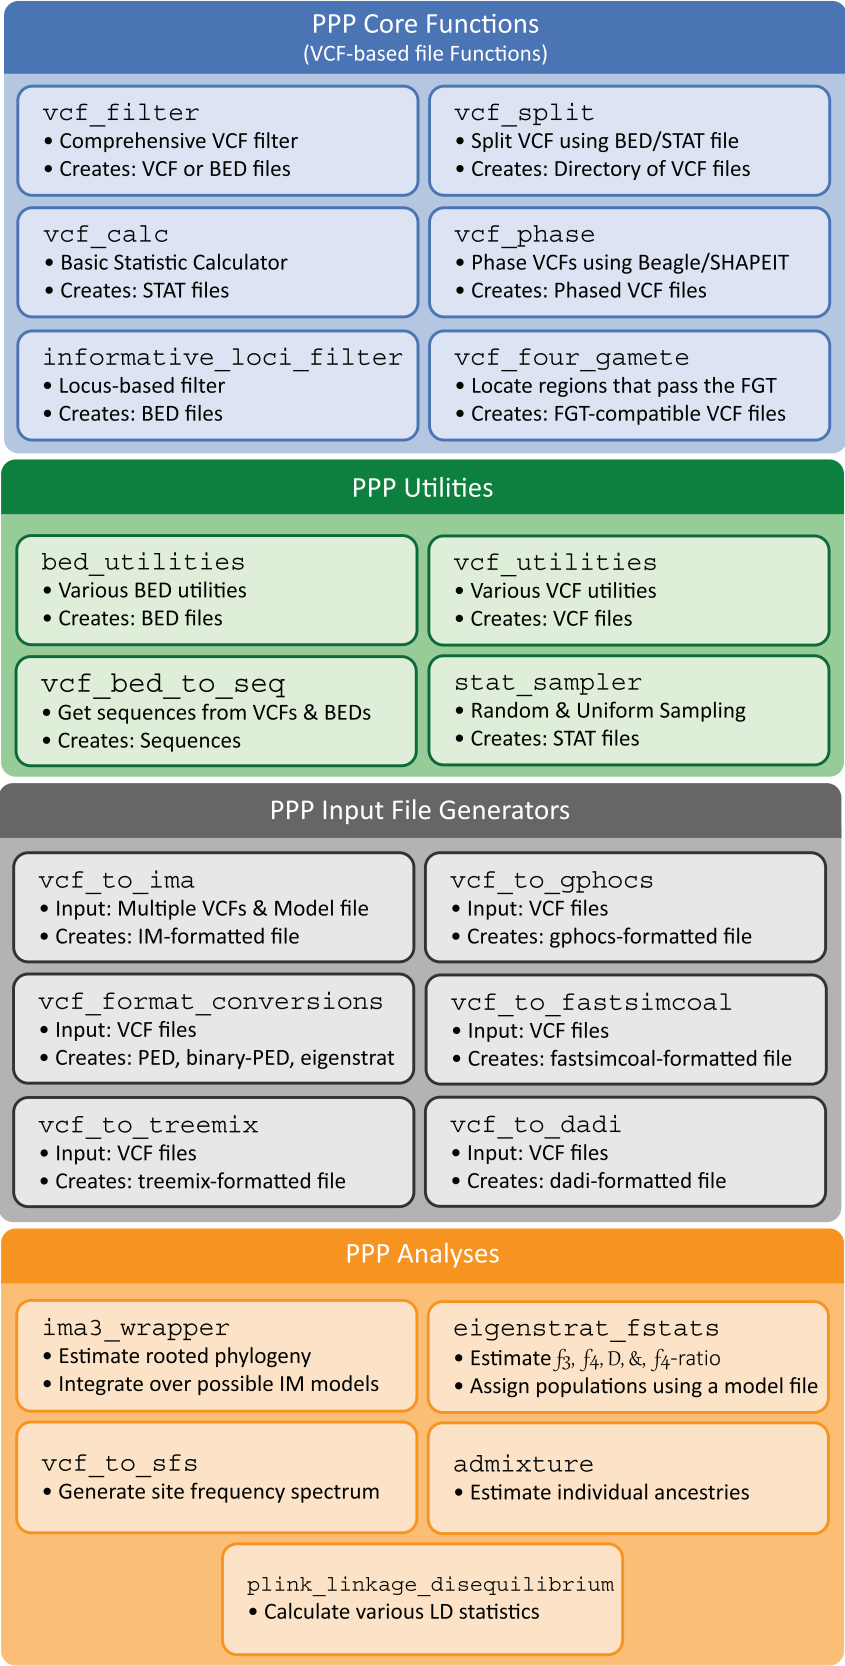 PPP Core Functions
(VCF-based file Functions)
vcf_filter
• Comprehensive VCF filter
• Creates: VCF or BED files
vcf_split
• Split VCF using BED/STAT file
• Creates: Directory of VCF files
vcf_calc
• Basic Statistic Calculator
• Creates: STAT files
vcf_phase
• Phase VCFs using Beagle/SHAPEIT
• Creates: Phased VCF files
informative_loci_filter
• Locus-based filter
• Creates: BED files
vcf_four_gamete
• Locate regions that pass the FGT
• Creates: FGT-compatible VCF files
PPP Utilities
bed_utilities
• Various BED utilities
• Creates: BED files
vcf_utilities
• Various VCF utilities
• Creates: VCF files
vcf_bed_to_seq
• Get sequences from VCFs & BEDs
• Creates: Sequences
stat_sampler
• Random & Uniform Sampling
• Creates: STAT files
PPP Input File Generators
vcf_to_ima
• Input: Multiple VCFs & Model file
• Creates: IM-formatted file
vcf_to_gphocs
• Input: VCF files
• Creates: gphocs-formatted file
vcf_format_conversions
• Input: VCF files
• Creates: PED, binary-PED, eigenstrat
vcf_to_fastsimcoal
• Input: VCF files
• Creates: fastsimcoal-formatted file
vcf_to_treemix
• Input: VCF files
• Creates: treemix-formatted file
vcf_to_dadi
• Input: VCF files
• Creates: dadi-formatted file
PPP Analyses
ima3_wrapper
• Estimate rooted phylogeny
• Integrate over possible IM models
eigenstrat_fstats
• Estimate f3, f4, D, &, f4-ratio
• Assign populations using a model file
vcf_to_sfs
• Generate site frequency spectrum
admixture
• Estimate individual ancestries
plink_linkage_disequilibrium
• Calculate various LD statistics